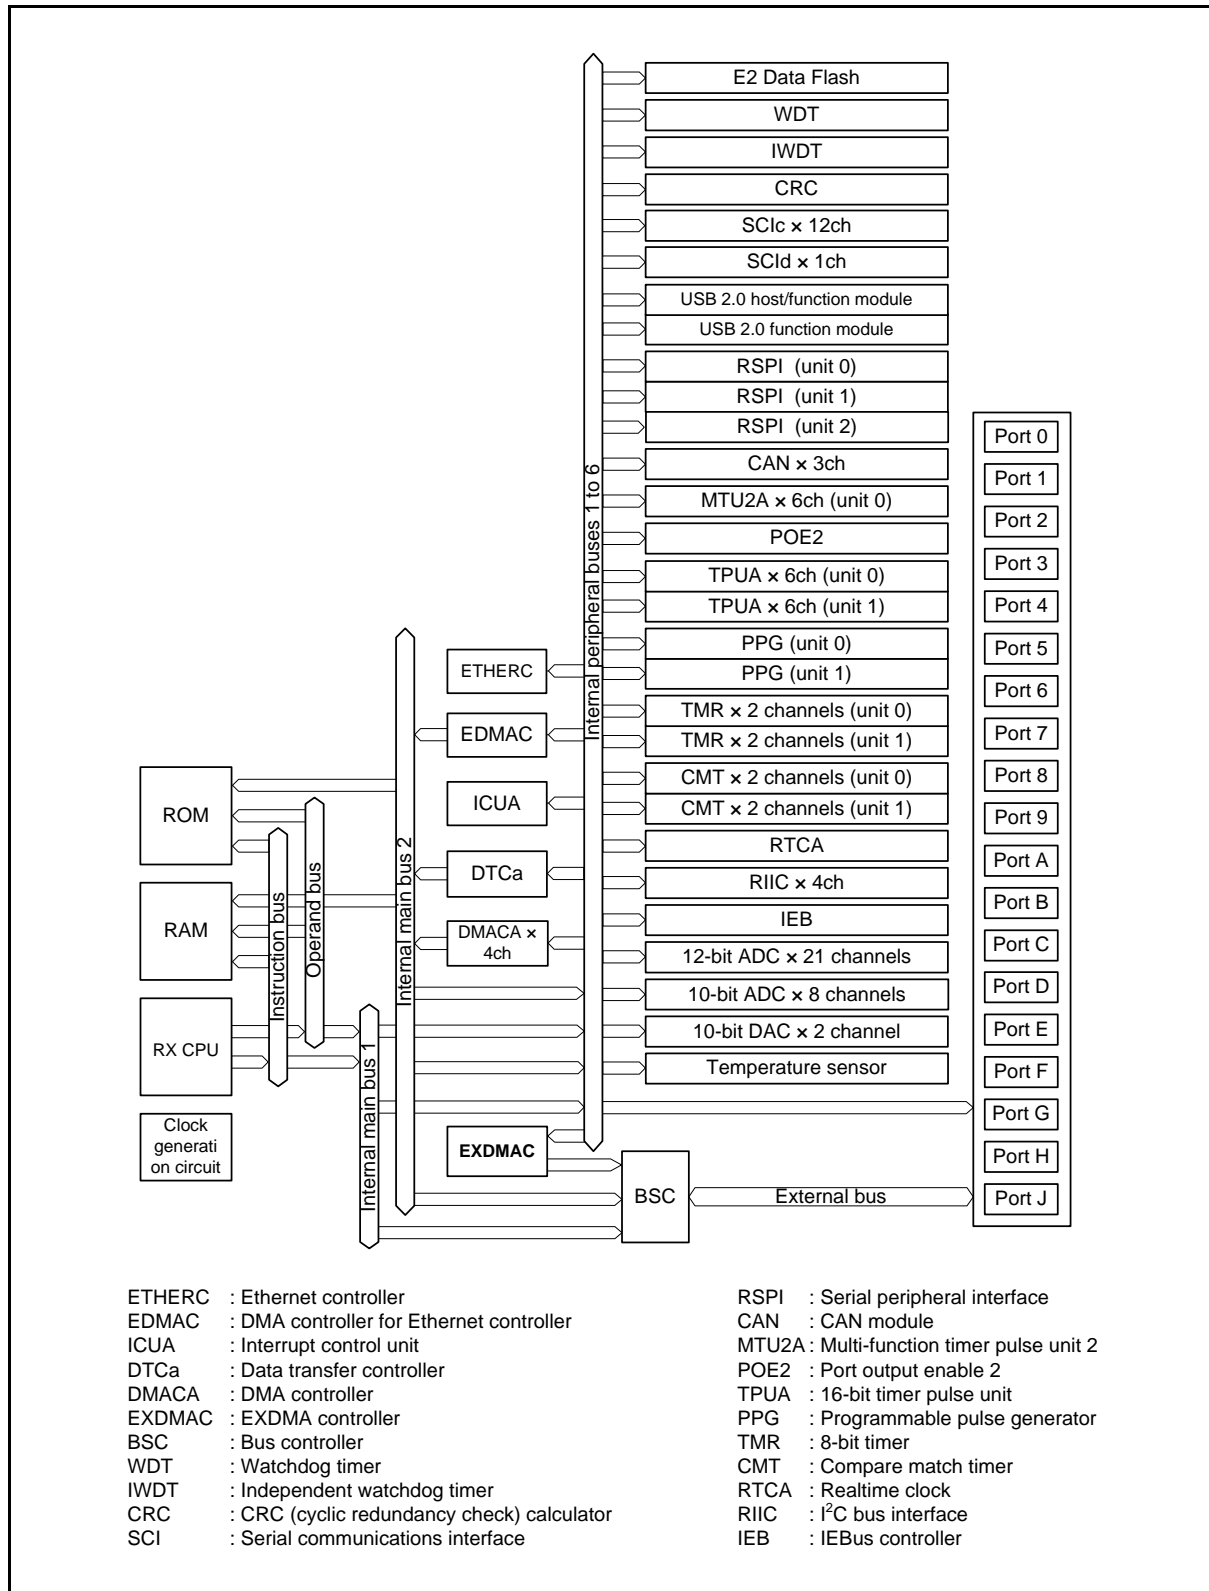 E2 Data Flash
WDT
IWDT
CRC
SCIc × 12ch
SCId × 1ch
USB 2.0 host/function module
USB 2.0 function module
RSPI (unit 0)
RSPI (unit 1)
RSPI (unit 2)
CAN × 3ch
MTU2A × 6ch (unit 0)
POE2
TPUA × 6ch (unit 0)
TPUA × 6ch (unit 1)
PPG (unit 0)
PPG (unit 1)
TMR × 2 channels (unit 0)
TMR × 2 channels (unit 1)
CMT × 2 channels (unit 0)
CMT × 2 channels (unit 1)
RTCA
RIIC × 4ch
IEB
12-bit ADC × 21 channels
10-bit ADC × 8 channels
10-bit DAC × 2 channel
Temperature sensor
Port 0
Port 1
Port 2
Port 3
Port 4
Port 5
Port 6
Port 7
Port 8
Port 9
Port A
Port B
Port C
Port D
Port E
Port F
Port G
Port H
Port J
Internal peripheral buses 1 to 6
ETHERC
EDMAC
ICUA
DTCa
DMACA ×
4ch
EXDMAC
BSC
External bus
Internal main bus 2
Internal main bus 1
Operand bus
Instruction bus
ROM
RAM
RX CPU
Clock
generati
on circuit
ETHERC : Ethernet controller
EDMAC : DMA controller for Ethernet controller
ICUA : Interrupt control unit
DTCa : Data transfer controller
DMACA : DMA controller
EXDMAC : EXDMA controller
BSC : Bus controller
WDT : Watchdog timer
IWDT : Independent watchdog timer
CRC : CRC (cyclic redundancy check) calculator
SCI : Serial communications interface
RSPI : Serial peripheral interface
CAN : CAN module
MTU2A : Multi-function timer pulse unit 2
POE2 : Port output enable 2
TPUA : 16-bit timer pulse unit
PPG : Programmable pulse generator
TMR : 8-bit timer
CMT : Compare match timer
RTCA : Realtime clock
RIIC : I²C bus interface
IEB : IEBus controller